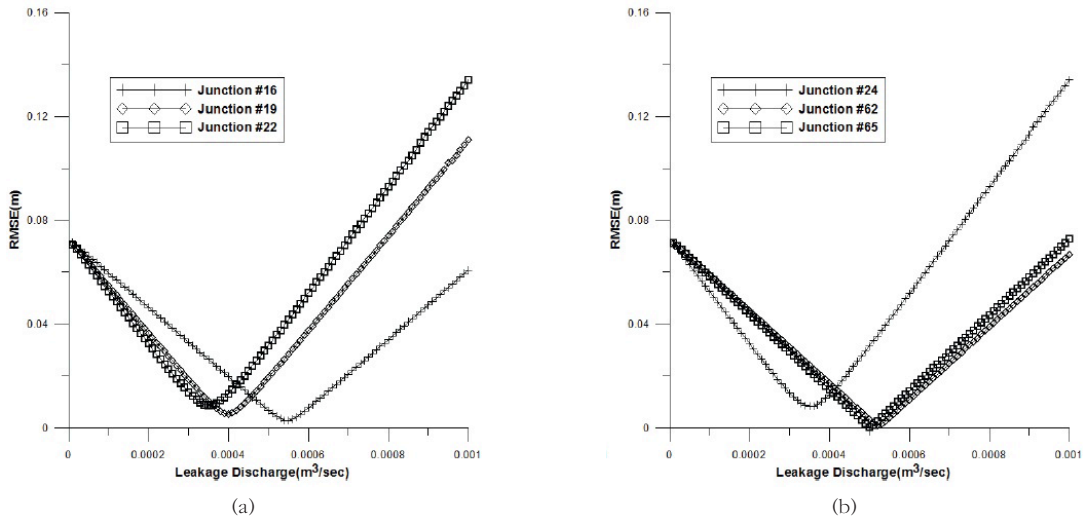 0.16
0.12
0.08
0.04
0
RMSE(m)
Junction #16
Junction #19
Junction #22
0 0.0002 0.0004 0.0006 0.0008 0.001
Leakage Discharge(m³/sec)
(a)
0.16
0.12
0.08
0.04
0
RMSE(m)
Junction #24
Junction #62
Junction #65
0 0.0002 0.0004 0.0006 0.0008 0.001
Leakage Discharge(m³/sec)
(b)